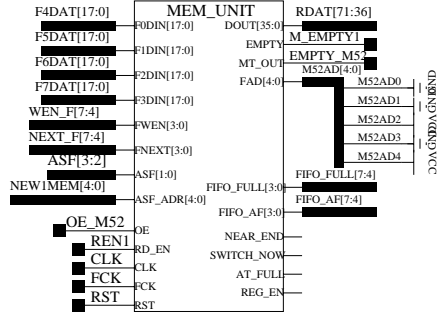 MEM_UNIT
F4DAT[17:0] F0DIN[17:0] DOUT[35:0] RDAT[71:36]
F5DAT[17:0] F1DIN[17:0] EMPTY M_EMPTY1
F6DAT[17:0] F2DIN[17:0] MT_OUT EMPTY_M52
F7DAT[17:0] F3DIN[17:0] FAD[4:0] M52AD[4:0]
M52AD0
M52AD1
M52AD2
M52AD3
M52AD4
WEN_F[7:4] FWEN[3:0]
NEXT_F[7:4] FNEXT[3:0]
ASF[3:2] ASF[1:0]
NEW1MEM[4:0] ASF_ADR[4:0]
FIFO_FULL[3:0] FIFO_FULL[7:4]
FIFO_AF[3:0] FIFO_AF[7:4]
OE_M52 OE NEAR_END
REN1 RD_EN SWITCH_NOW
CLK CLK AT_FULL
FCK FCK REG_EN
RST RST